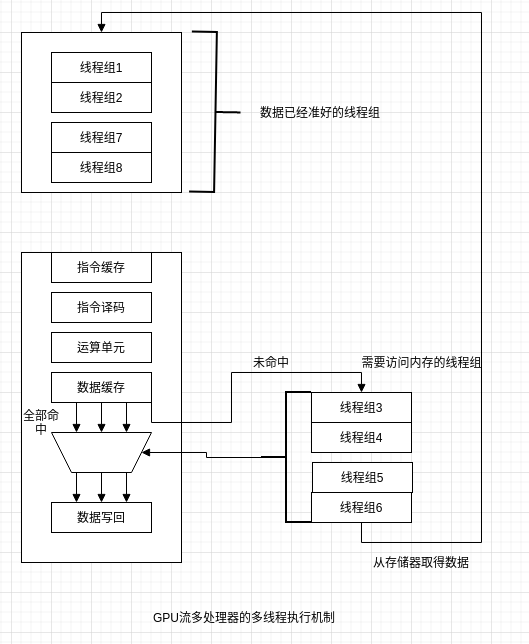 线程组1
线程组2
线程组7
线程组8
数据已经准好的线程组
指令缓存
指令译码
运算单元
数据缓存
全部命
中
数据写回
未命中
需要访问内存的线程组
线程组3
线程组4
线程组5
线程组6
从存储器取得数据
GPU流多处理器的多线程执行机制